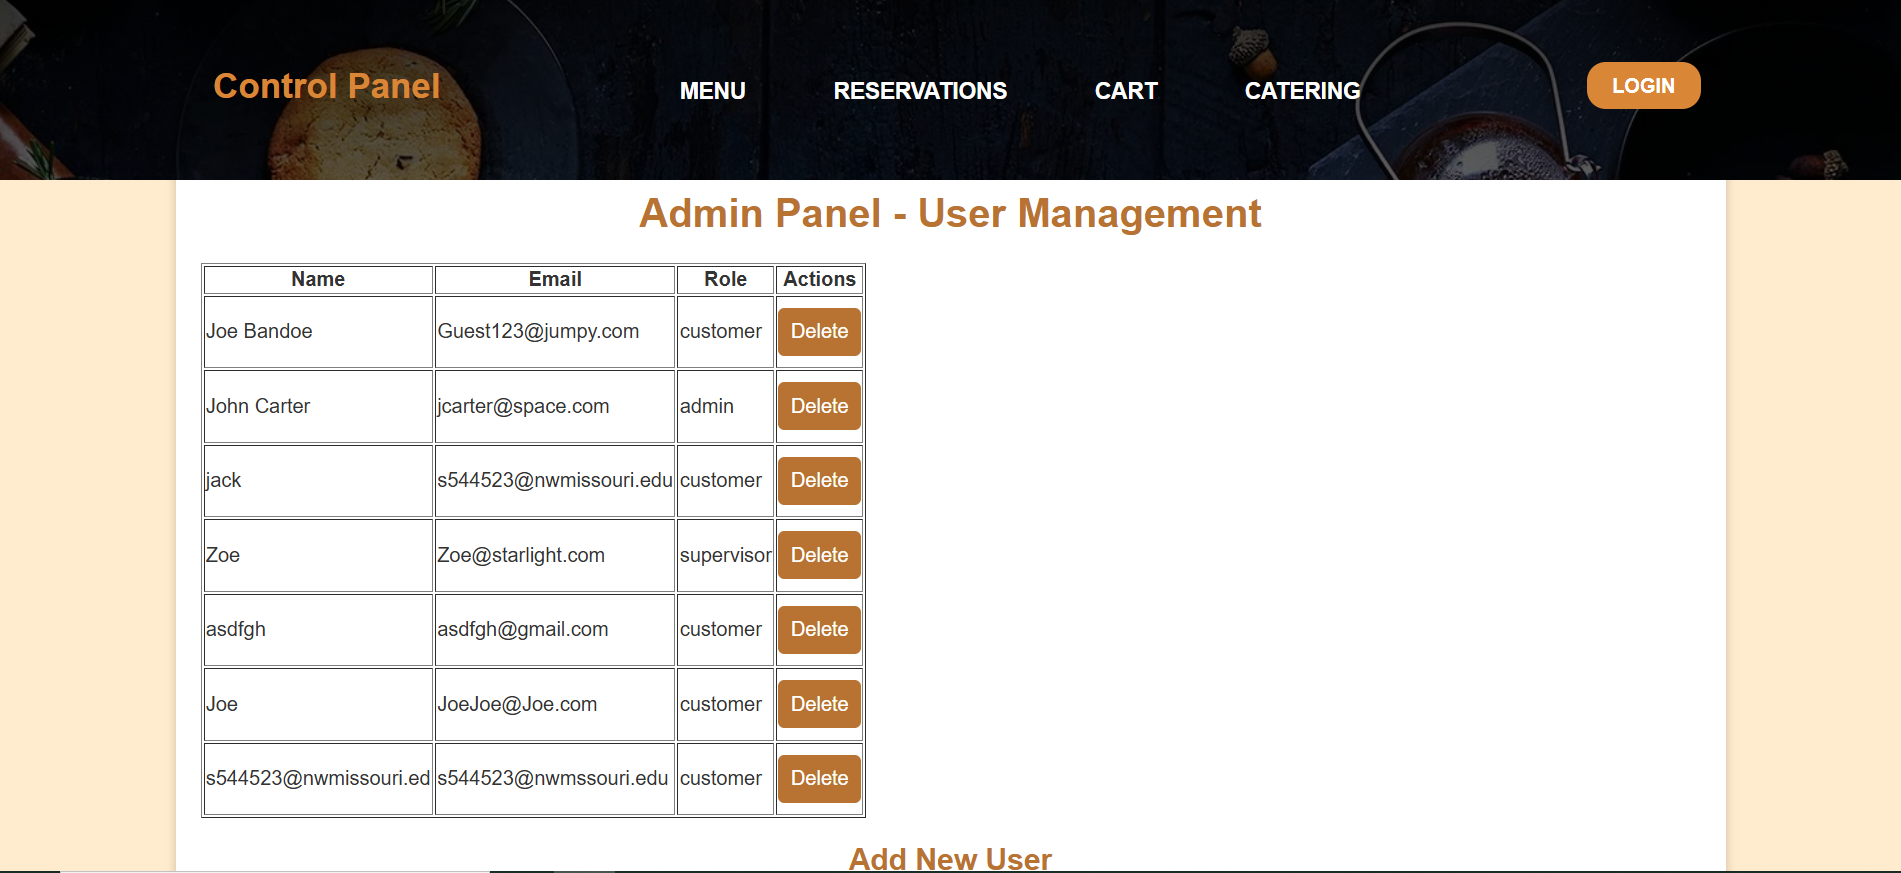 Control Panel MENU RESERVATIONS CART CATERING LOGIN
Admin Panel - User Management
Name Email Role Actions
Joe Bandoe Guest123@jumpy.com customer Delete
John Carter jcarter@space.com admin Delete
jack s544523@nwmissouri.edu customer Delete
Zoe Zoe@starlight.com supervisor Delete
asdfgh asdfgh@gmail.com customer Delete
Joe JoeJoe@Joe.com customer Delete
s544523@nwmissouri.ed s544523@nwmssouri.edu customer Delete
Add New User